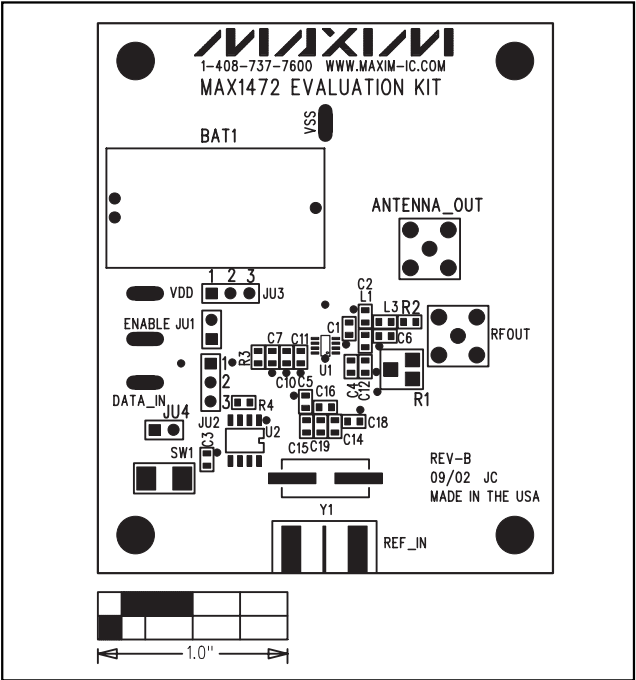 MAXIM
1-408-737-7600 WWW.MAXIM-IC.COM
MAX1472 EVALUATION KIT
VSS
BAT1
ANTENNA_OUT
1 2 3
VDD
JU3
C2
L1
ENABLE JU1
L3 R2
C1
RFOUT
C6
R3
C7
C11
U1
1
2
3
C10
C5
C4
C12
R1
DATA_IN
JU2
R4
C16
JU4
U2
C18
C3
C15
C19
C14
SW1
REV-B
09/02 JC
MADE IN THE USA
Y1
REF_IN
1.0"